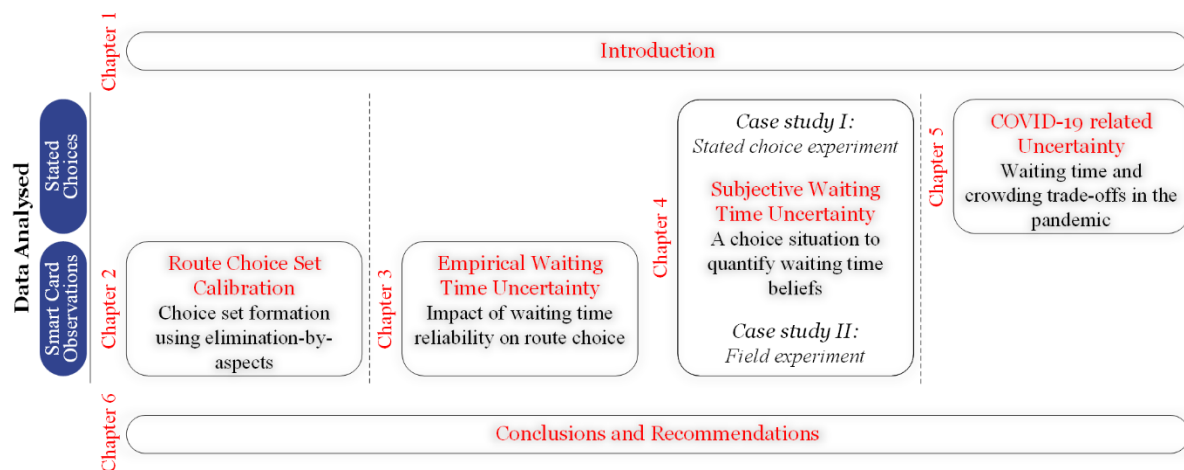 Chapter 1
Introduction
Data Analysed
Stated
Choices
Smart Card
Observations
Chapter 2
Route Choice Set
Calibration
Choice set formation
using elimination-by-
aspects
Chapter 3
Empirical Waiting
Time Uncertainty
Impact of waiting time
reliability on route choice
Chapter 4
Case study I:
Stated choice experiment
Subjective Waiting
Time Uncertainty
A choice situation to
quantify waiting time
beliefs
Case study II:
Field experiment
Chapter 5
COVID-19 related
Uncertainty
Waiting time and
crowding trade-offs in the
pandemic
Chapter 6
Conclusions and Recommendations